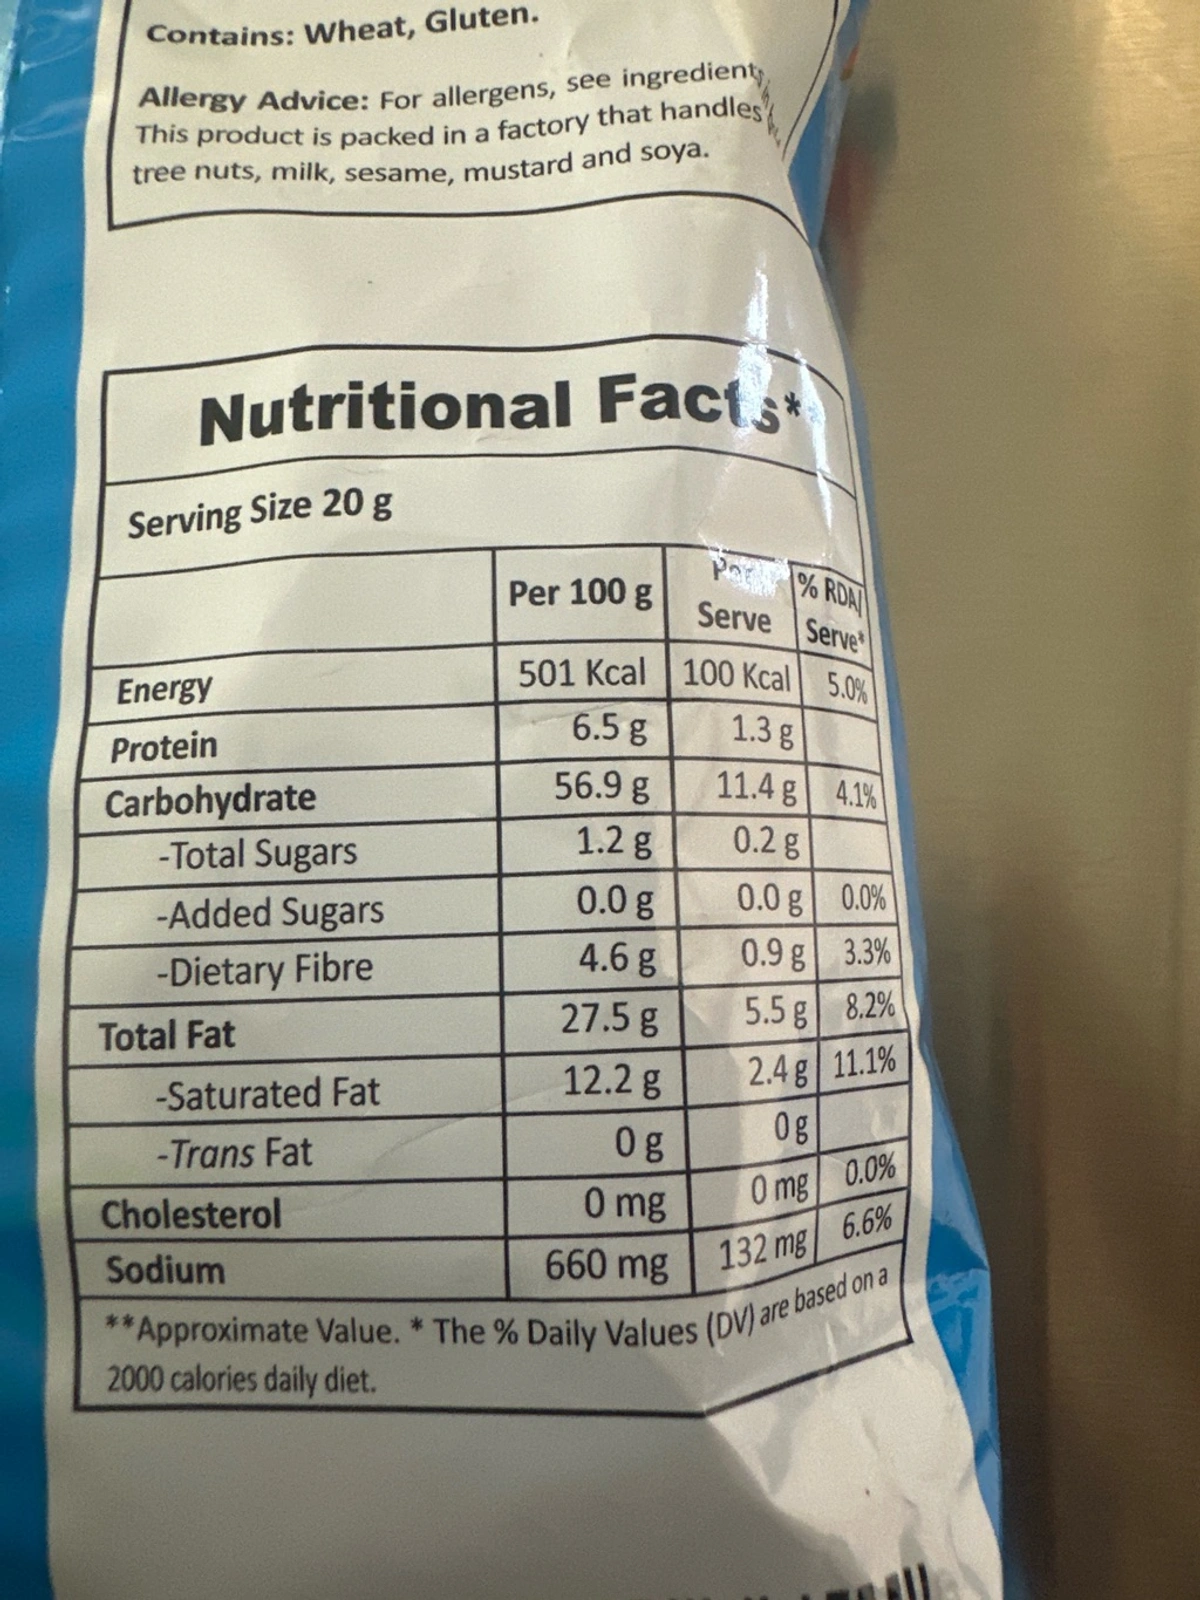 Contains: Wheat, Gluten.
Allergy Advice: For allergens, see ingredients
This product is packed in a factory that handles
tree nuts, milk, sesame, mustard and soya.
Nutritional Facts**
Serving Size 20 g
Per 100 g Per Serve % RDA/ Serve*
Energy 501 Kcal 100 Kcal 5.0%
Protein 6.5 g 1.3 g
Carbohydrate 56.9 g 11.4 g 4.1%
-Total Sugars 1.2 g 0.2 g
-Added Sugars 0.0 g 0.0 g 0.0%
-Dietary Fibre 4.6 g 0.9 g 3.3%
Total Fat 27.5 g 5.5 g 8.2%
-Saturated Fat 12.2 g 2.4 g 11.1%
-Trans Fat 0 g 0 g
Cholesterol 0 mg 0 mg 0.0%
Sodium 660 mg 132 mg 6.6%
**Approximate Value. * The % Daily Values (DV) are based on a
2000 calories daily diet.